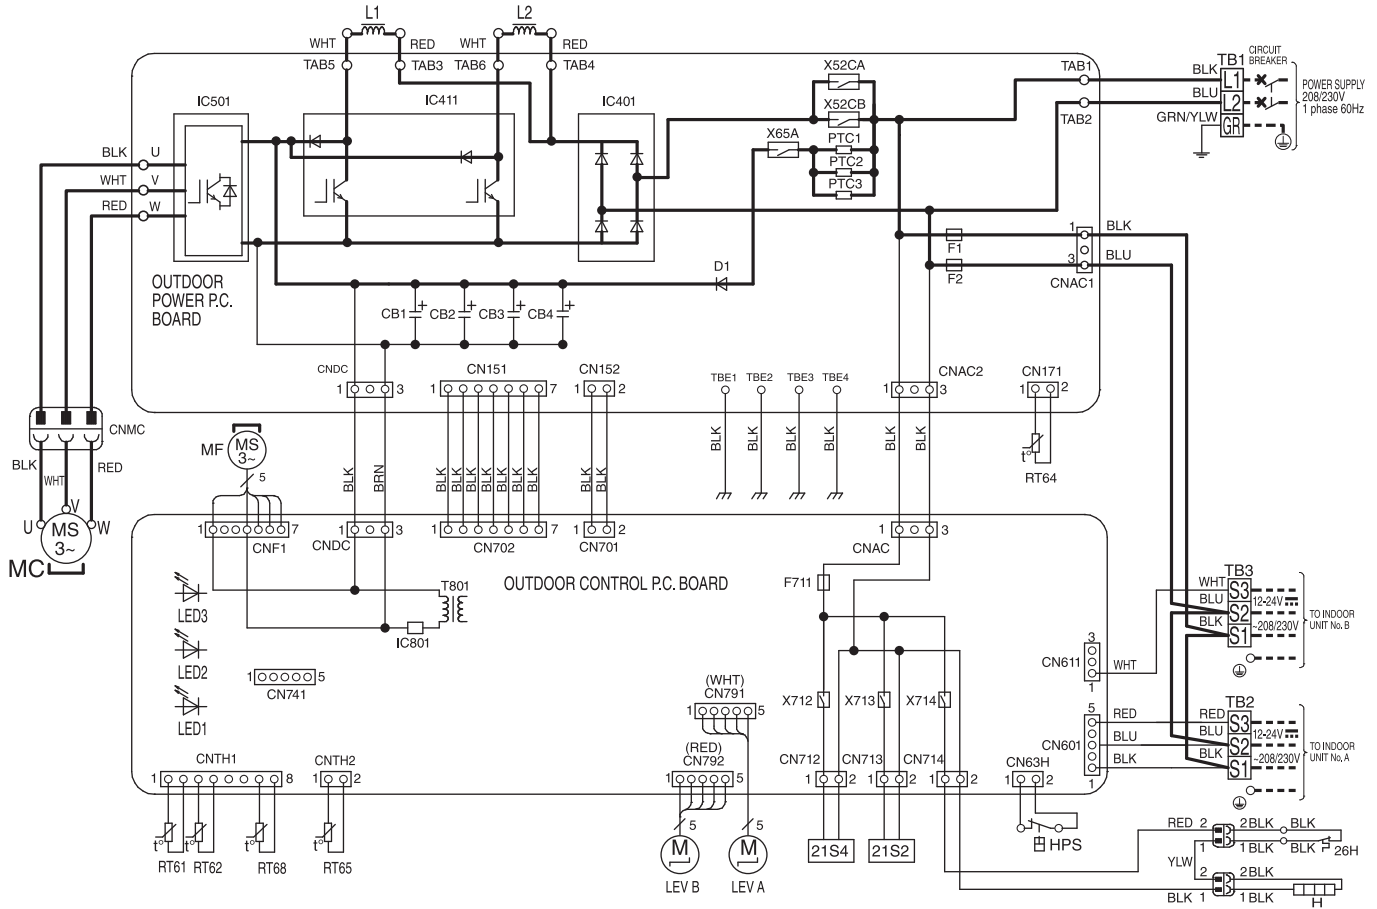 L1 L2
WHT RED WHT RED
TAB5 TAB3 TAB6 TAB4
X52CA
TAB1
BLK
TB1
CIRCUIT
BREAKER
L1
POWER SUPPLY
208/230V
1 phase 60Hz
IC501 IC411 IC401
X52CB
BLU
L2
TAB2
GRN/YLW
GR
X65A
PTC1
PTC2
PTC3
BLK U
WHT V
RED W
1 BLK
F1
3 BLU
F2
CNAC1
OUTDOOR
POWER P.C.
BOARD
D1
CB1 + CB2 + CB3 + CB4 +
CNDC
1 3
CN151
1 7
CN152
1 2
TBE1 TBE2 TBE3 TBE4
CNAC2
1 3
CN171
1 2
CNMC
BLK WHT RED
MF
MS
3~
5
BLK BRN
BLK BLK BLK BLK BLK BLK BLK
BLK BLK
BLK BLK BLK BLK
BLK BLK
t°
RT64
U V W
MS
3~
MC
1 7
CNF1
1 3
CNDC
1 7
CN702
1 2
CN701
1 3
CNAC
OUTDOOR CONTROL P.C. BOARD
F711
T801
IC801
LED3
LED2
LED1
1 5
CN741
TB3
WHT S3
12-24V
BLU S2
BLK S1
~208/230V
TO INDOOR
UNIT No. B
3
CN611
1
WHT
X712 X713 X714
(WHT)
CN791
1 5
(RED)
CN792
1 5
TB2
5
RED RED S3
12-24V
CN601
BLU BLU S2
BLK BLK S1
1
~208/230V
TO INDOOR
UNIT No. A
CNTH1
1 8
CNTH2
1 2
CN712
1 2
CN713
1 2
CN714
1 2
CN63H
1 2
t° t° t° t°
RT61 RT62 RT68 RT65
5 5
M M
LEV B LEV A
21S4 21S2
HPS
RED 2 2 BLK BLK
1 1 BLK BLK 26H
YLW
2 2 BLK
BLK 1 1 BLK
H